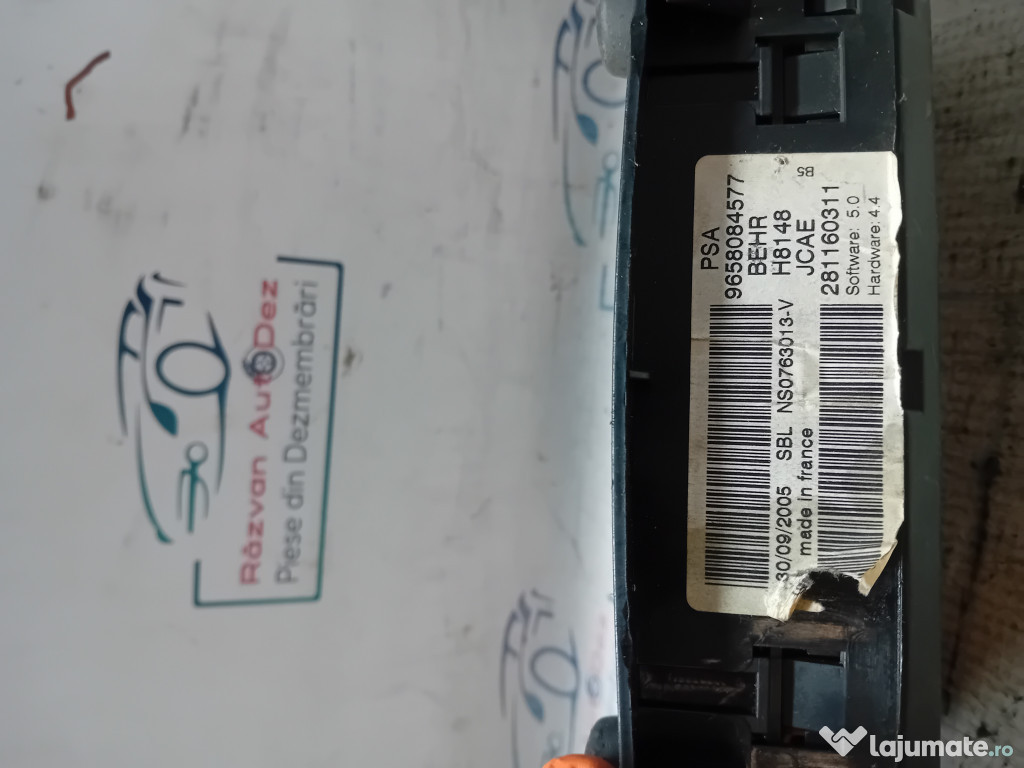 Răzvan AutoDez
Piese din Dezmembrări
PSA
9658084577
BEHR
NS0763013-V H8148
JCAE
281160311
Software: 5.0
Hardware: 4.4
B5
30/09/2005 SBL
made in france
lajumate.ro